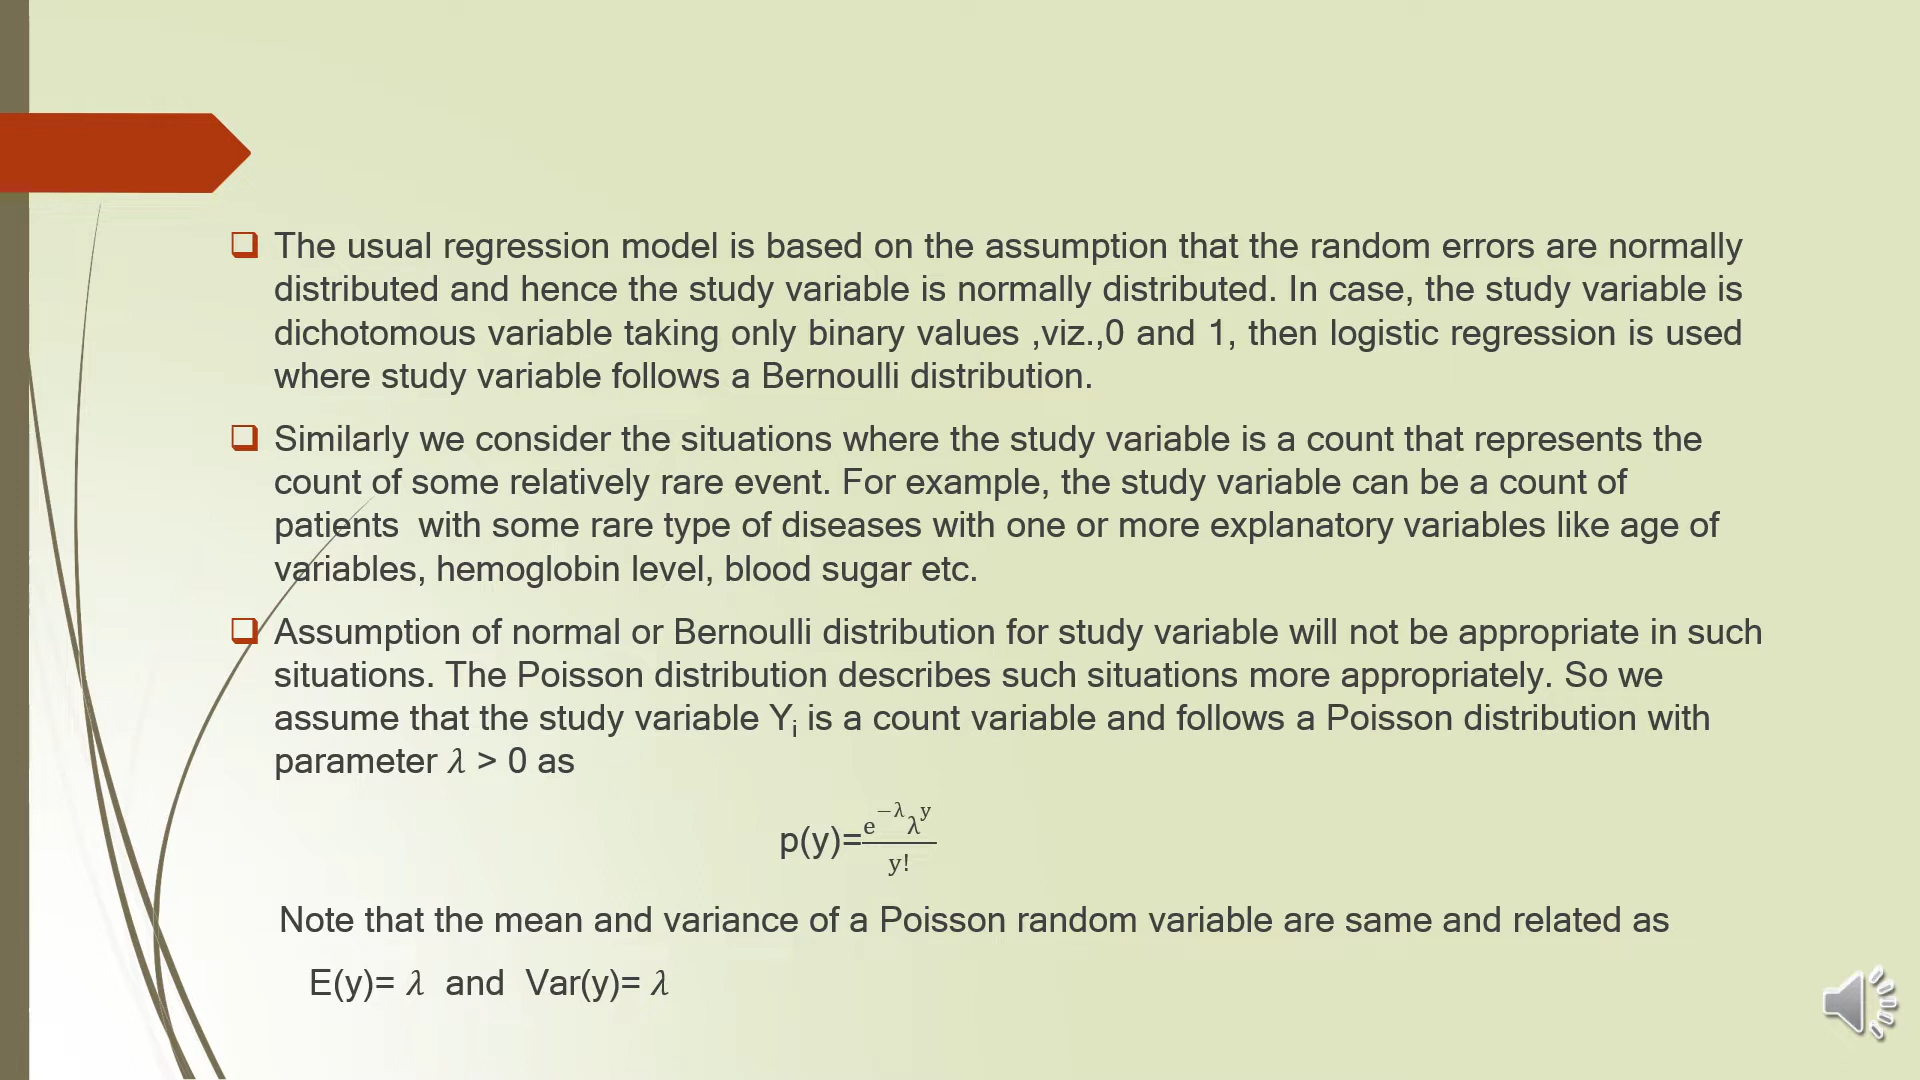 The usual regression model is based on the assumption that the random errors are normally
distributed and hence the study variable is normally distributed. In case, the study variable is
dichotomous variable taking only binary values ,viz.,0 and 1, then logistic regression is used
where study variable follows a Bernoulli distribution.
Similarly we consider the situations where the study variable is a count that represents the
count of some relatively rare event. For example, the study variable can be a count of
patients with some rare type of diseases with one or more explanatory variables like age of
variables, hemoglobin level, blood sugar etc.
Assumption of normal or Bernoulli distribution for study variable will not be appropriate in such
situations. The Poisson distribution describes such situations more appropriately. So we
assume that the study variable Yᵢ is a count variable and follows a Poisson distribution with
parameter λ > 0 as
p(y)=e^{−λ}λ^{y}/y!
Note that the mean and variance of a Poisson random variable are same and related as
E(y)= λ and Var(y)= λ